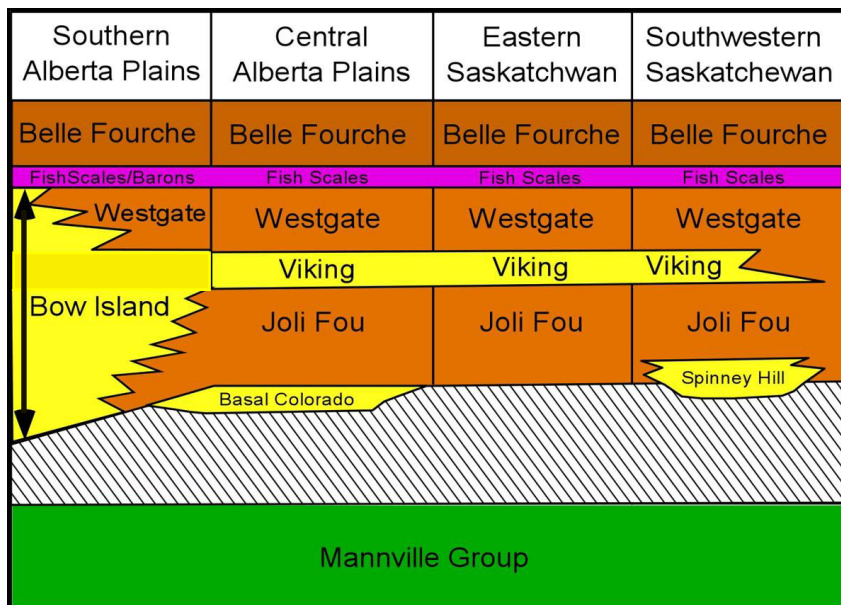 Southern
Alberta Plains
Central
Alberta Plains
Eastern
Saskatchwan
Southwestern
Saskatchewan
Belle Fourche
Belle Fourche
Belle Fourche
Belle Fourche
FishScales/Barons
Fish Scales
Fish Scales
Fish Scales
Westgate
Westgate
Westgate
Westgate
Viking
Viking
Viking
Bow Island
Joli Fou
Joli Fou
Joli Fou
Basal Colorado
Spinney Hill
Mannville Group